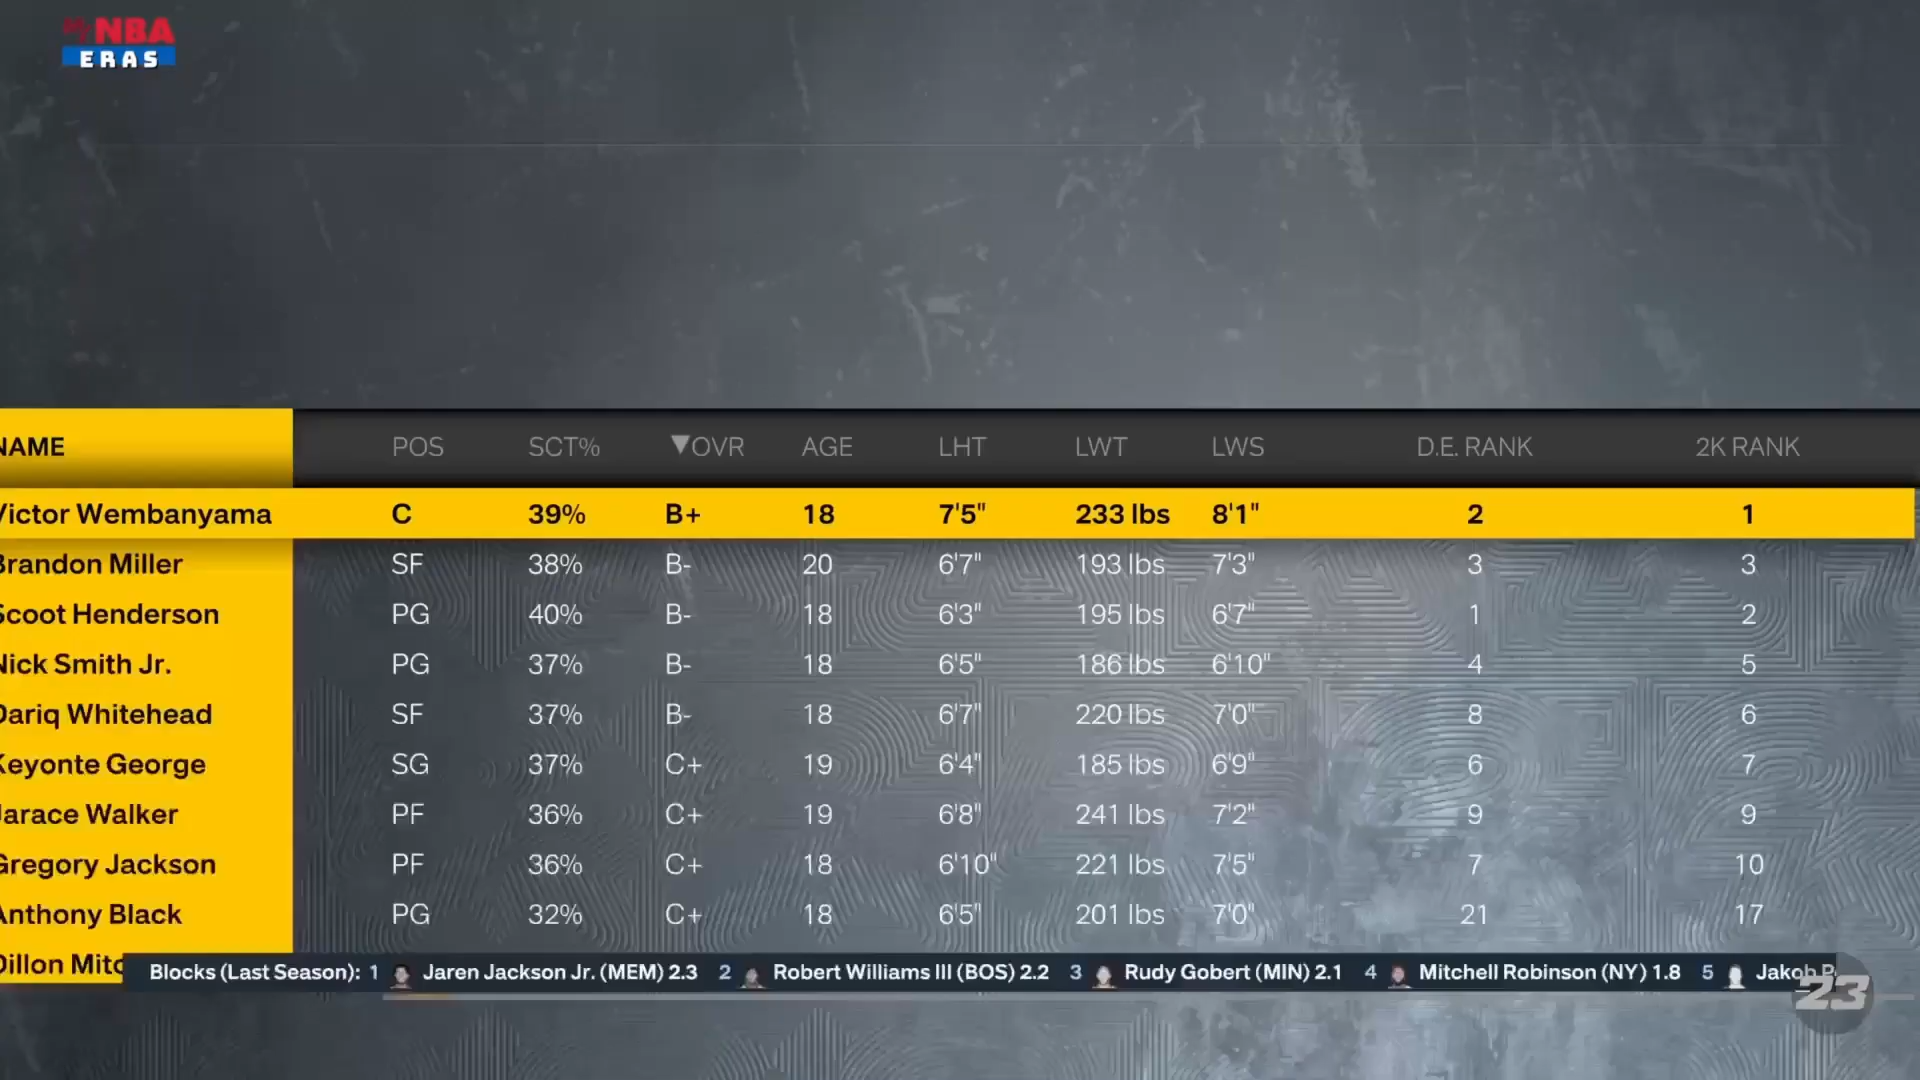 MyNBA
ERAS
NAME POS SCT% ▼OVR AGE LHT LWT LWS D.E. RANK 2K RANK
Victor Wembanyama C 39% B+ 18 7'5" 233 lbs 8'1" 2 1
Brandon Miller SF 38% B- 20 6'7" 193 lbs 7'3" 3 3
Scoot Henderson PG 40% B- 18 6'3" 195 lbs 6'7" 1 2
Nick Smith Jr. PG 37% B- 18 6'5" 186 lbs 6'10" 4 5
Dariq Whitehead SF 37% B- 18 6'7" 220 lbs 7'0" 8 6
Keyonte George SG 37% C+ 19 6'4" 185 lbs 6'9" 6 7
Jarace Walker PF 36% C+ 19 6'8" 241 lbs 7'2" 9 9
Gregory Jackson PF 36% C+ 18 6'10" 221 lbs 7'5" 7 10
Anthony Black PG 32% C+ 18 6'5" 201 lbs 7'0" 21 17
Dillon Mitc
Blocks (Last Season): 1 Jaren Jackson Jr. (MEM) 2.3 2 Robert Williams III (BOS) 2.2 3 Rudy Gobert (MIN) 2.1 4 Mitchell Robinson (NY) 1.8 5 Jakob P
23